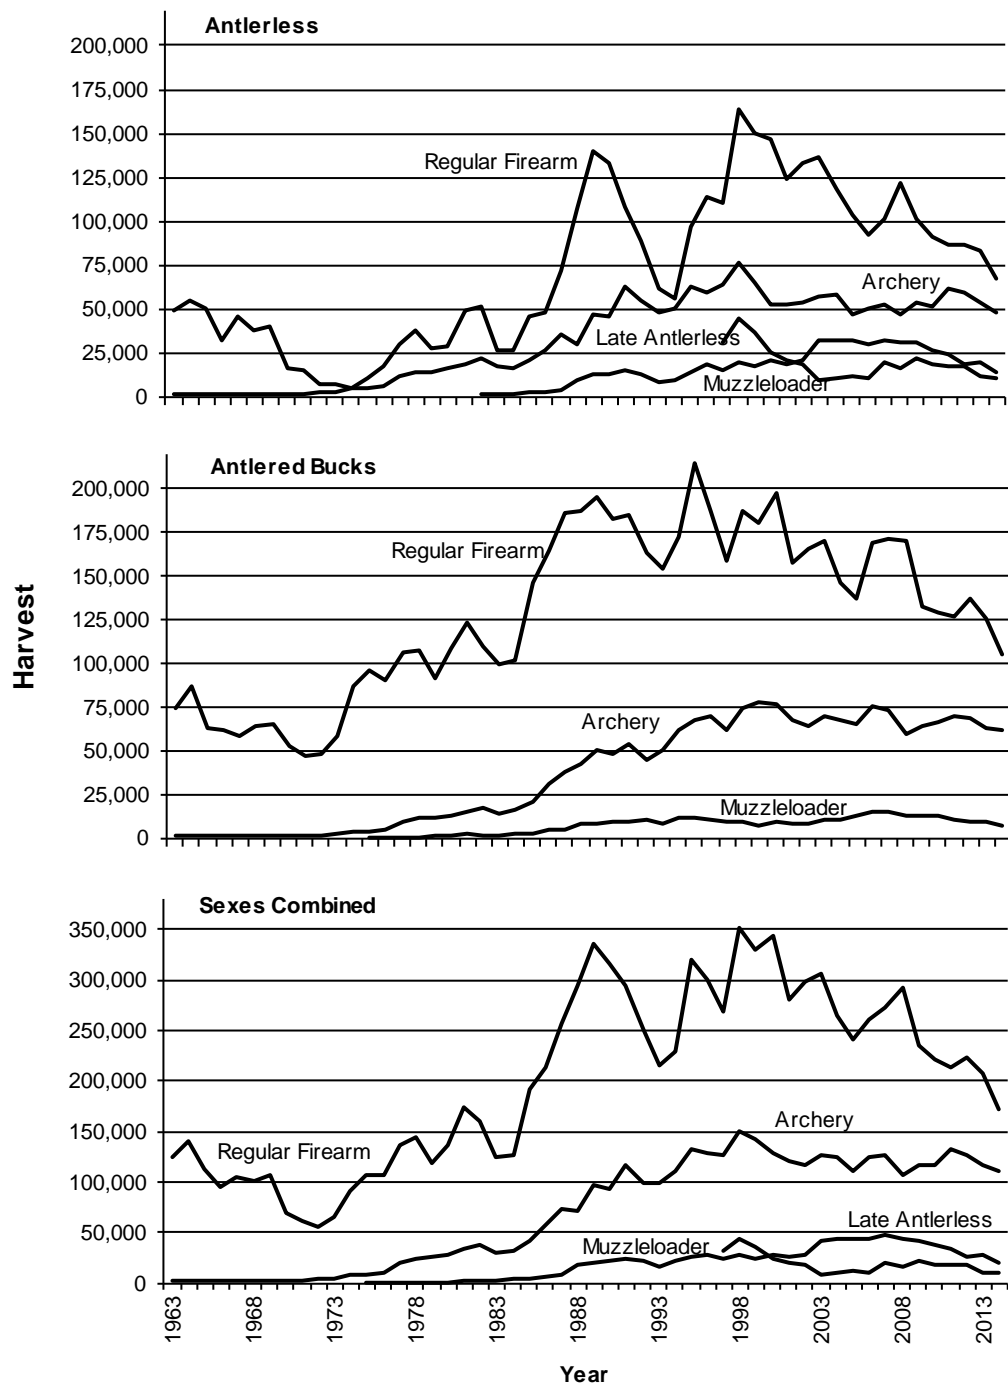 Antlerless
200,000
175,000
150,000
Regular Firearm
125,000
100,000
75,000
Archery
50,000
Late Antlerless
25,000
Muzzleloader
0
Antlered Bucks
200,000
175,000
Regular Firearm
150,000
125,000
100,000
75,000
Archery
50,000
25,000
Muzzleloader
0
Harvest
Sexes Combined
350,000
300,000
250,000
200,000
150,000
Archery
Regular Firearm
100,000
50,000
Late Antlerless
Muzzleloader
0
1963 1968 1973 1978 1983 1988 1993 1998 2003 2008 2013
Year